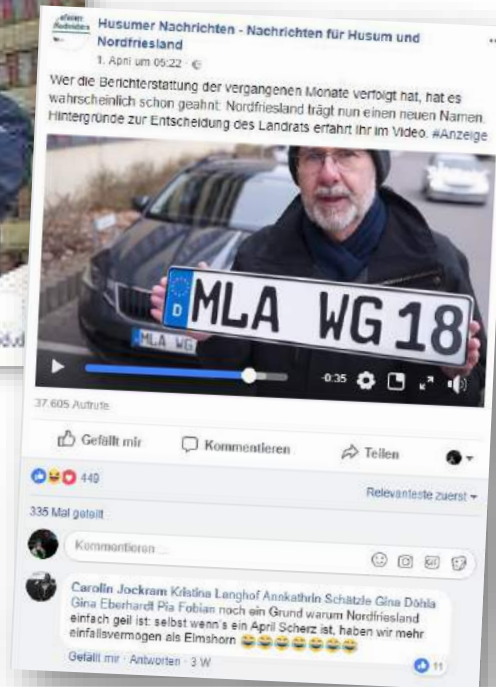 Husumer Nachrichten - Nachrichten für Husum und
Nordfriesland
1. April um 05:22
Wer die Berichterstattung der vergangenen Monate verfolgt hat, hat es
wahrscheinlich schon geahnt: Nordfriesland trägt nun einen neuen Namen.
Hintergründe zur Entscheidung des Landrats erfahrt Ihr im Video. #Anzeige
D
MLA WG 18
MLA WG
-0:35
37.605 Aufrufe
Gefällt mir
Kommentieren
Teilen
449
Relevanteste zuerst
335 Mal geteilt
Kommentieren ...
GIF
Carolin Jockram Kristina Langhof Annkathrin Schätzle Gina Döhla
Gina Eberhardt Pia Fobian noch ein Grund warum Nordfriesland
einfach geil ist: selbst wenn's ein April Scherz ist, haben wir mehr
einfallsvermögen als Elmshorn 😂😂😂😂😂😂😂
Gefällt mir · Antworten · 3 W
11